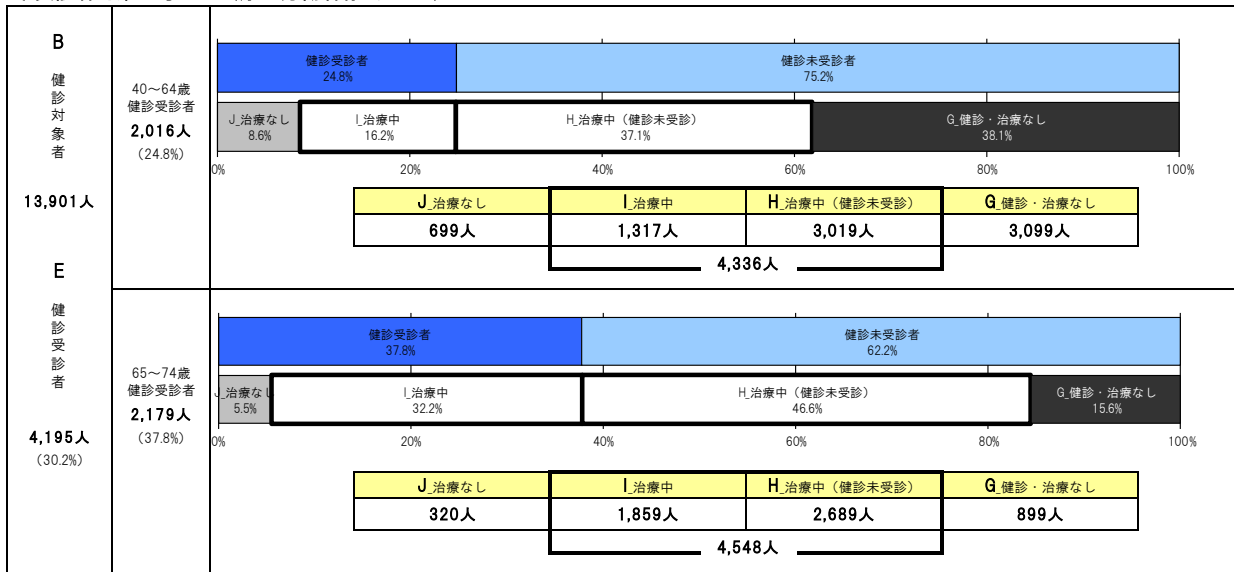 B
健
診
対
象
者
13,901人
E
健
診
受
診
者
4,195人
(30.2%)
40～64歳
健診受診者
2,016人
(24.8%)
健診受診者
24.8%
健診未受診者
75.2%
J_治療なし
8.6%
I_治療中
16.2%
H_治療中（健診未受診）
37.1%
G_健診・治療なし
38.1%
0% 20% 40% 60% 80% 100%
J_治療なし I_治療中 H_治療中（健診未受診） G_健診・治療なし
699人 1,317人 3,019人 3,099人
4,336人
65～74歳
健診受診者
2,179人
(37.8%)
健診受診者
37.8%
健診未受診者
62.2%
J_治療なし
5.5%
I_治療中
32.2%
H_治療中（健診未受診）
46.6%
G_健診・治療なし
15.6%
0% 20% 40% 60% 80% 100%
J_治療なし I_治療中 H_治療中（健診未受診） G_健診・治療なし
320人 1,859人 2,689人 899人
4,548人